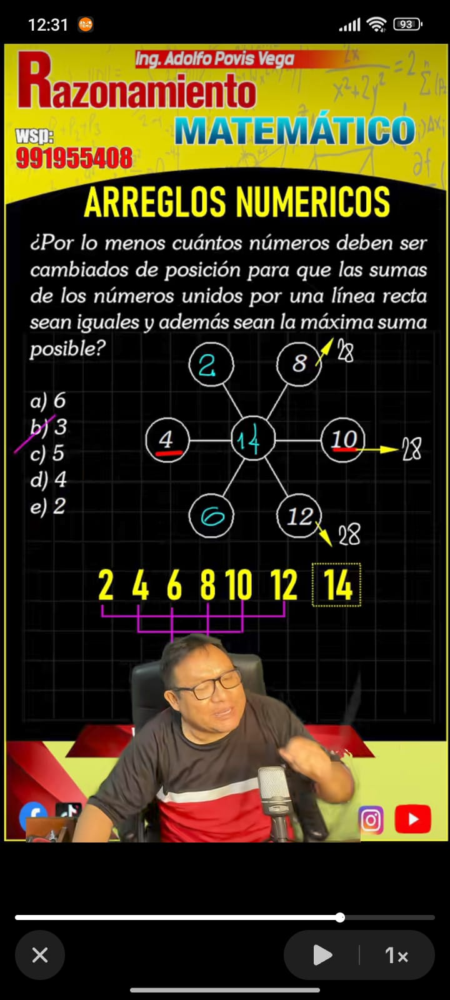 12:31
93
Ing. Adolfo Povis Vega
Razonamiento
MATEMÁTICO
wsp:
991955408
ARREGLOS NUMERICOS
¿Por lo menos cuántos números deben ser
cambiados de posición para que las sumas
de los números unidos por una línea recta
sean iguales y además sean la máxima suma
posible?
2 8 28
a) 6
b) 3
c) 5
d) 4
e) 2
4 14 10 28
6 12 28
2 4 6 8 10 12 14
1x